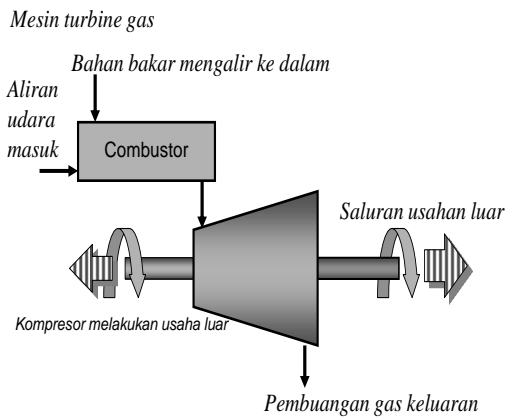 Mesin turbine gas
Bahan bakar mengalir ke dalam
Aliran
udara
masuk
Combustor
Saluran usahan luar
Kompresor melakukan usaha luar
Pembuangan gas keluaran